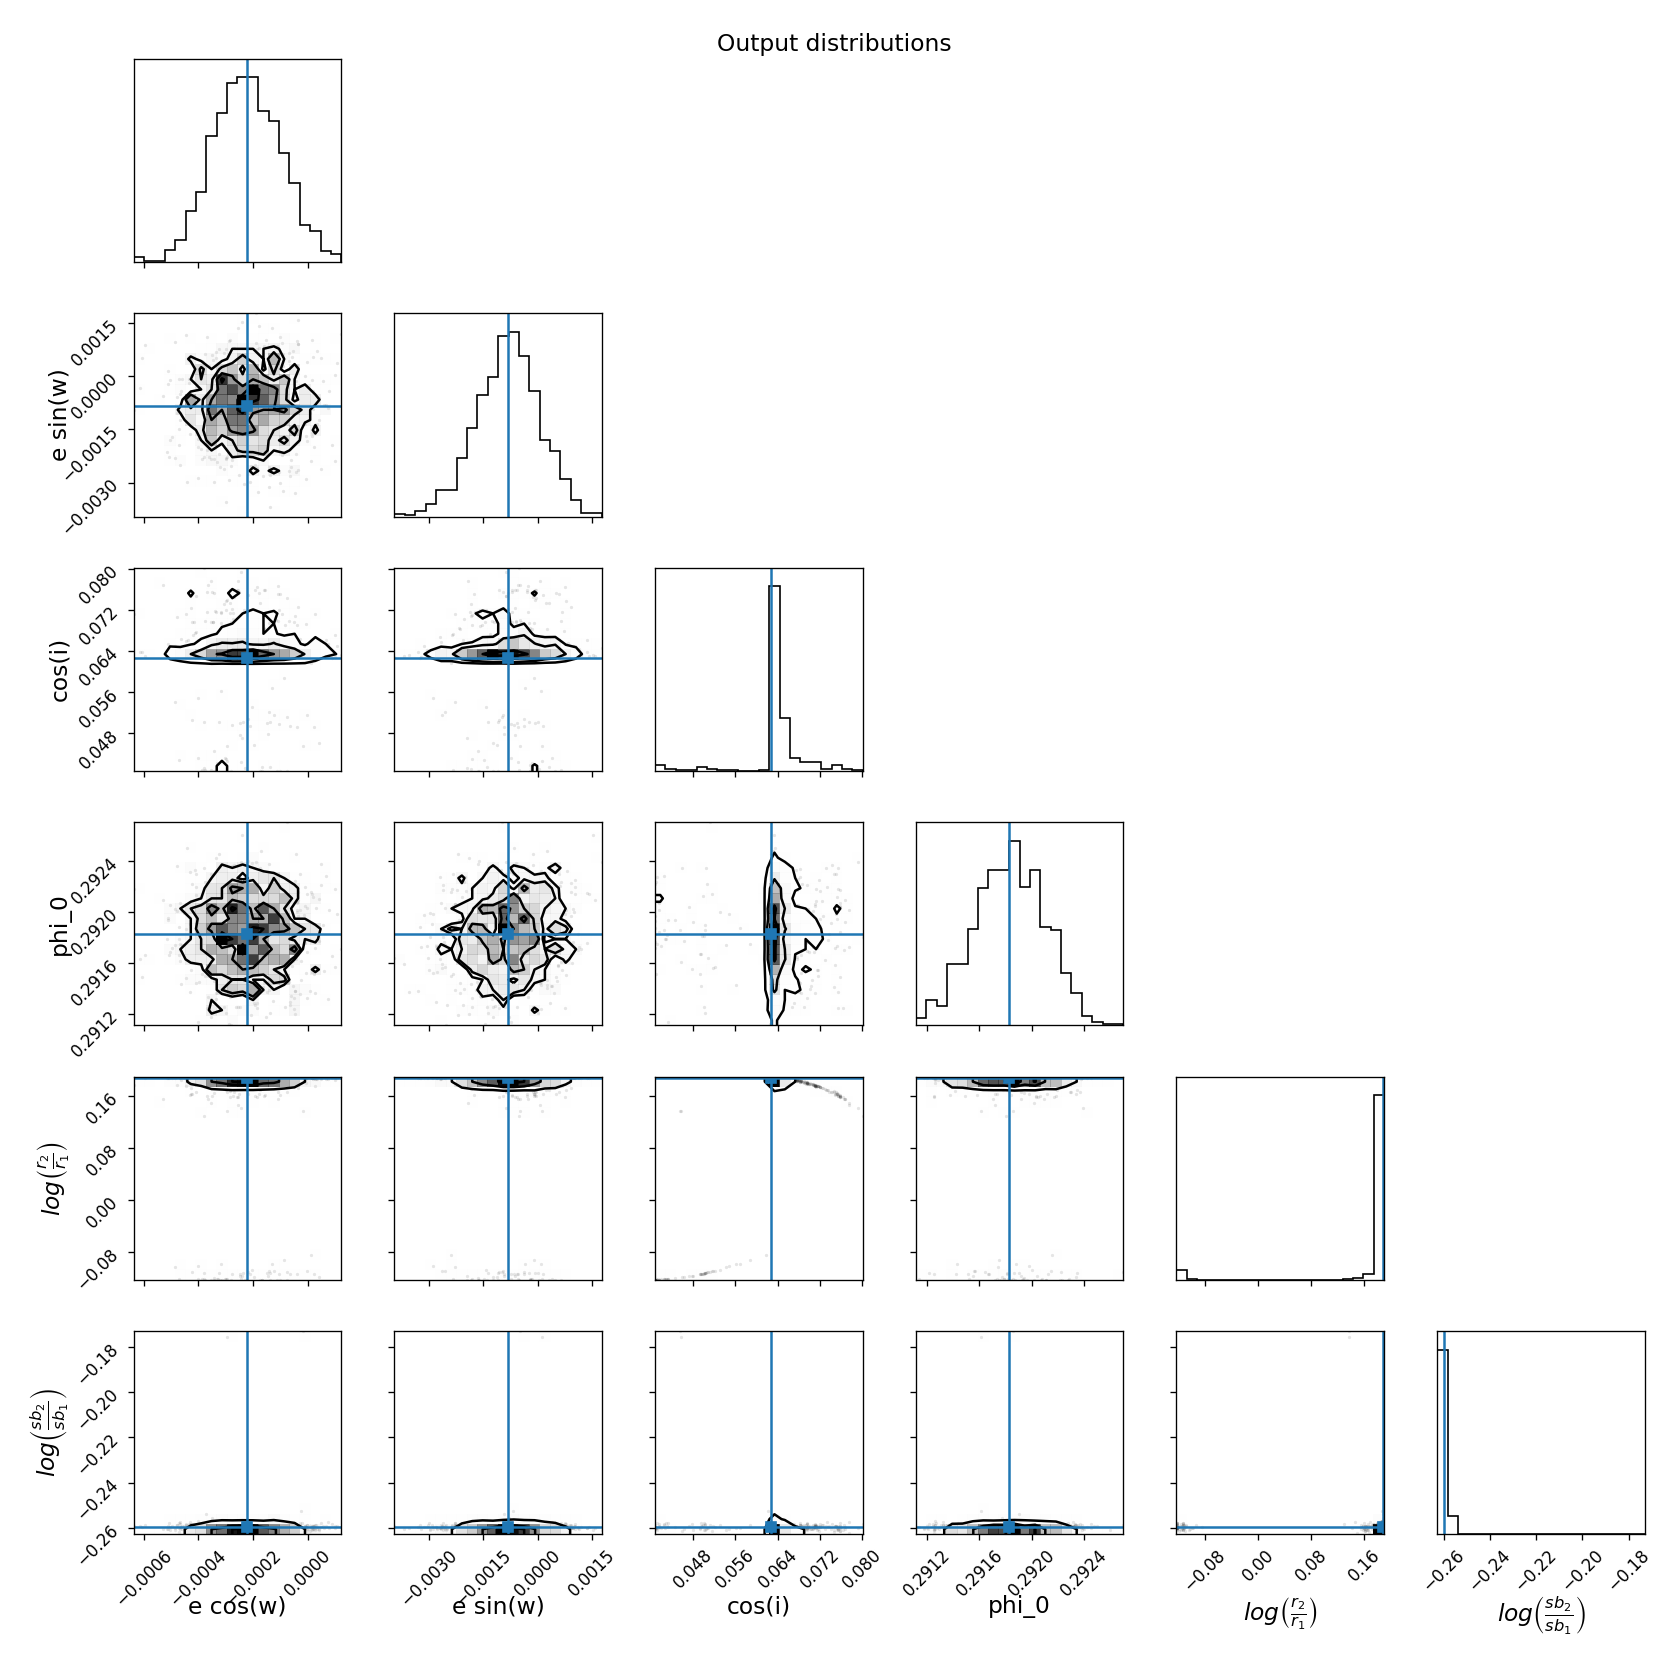 Output distributions
0.0015
0.0000
−0.0015
−0.0030
e sin(w)
0.080
0.072
0.064
0.056
0.048
cos(i)
0.2924
0.2920
0.2916
0.2912
phi_0
0.16
0.08
0.00
−0.08
log(r₂/r₁)
−0.18
−0.20
−0.22
−0.24
−0.26
log(sb₂/sb₁)
−0.0006 −0.0004 −0.0002 0.0000 −0.0030 −0.0015 0.0000 0.0015 0.048 0.056 0.064 0.072 0.080 0.2912 0.2916 0.2920 0.2924 −0.08 0.00 0.08 0.16 −0.26 −0.24 −0.22 −0.20 −0.18
e cos(w) e sin(w) cos(i) phi_0 log(r₂/r₁) log(sb₂/sb₁)